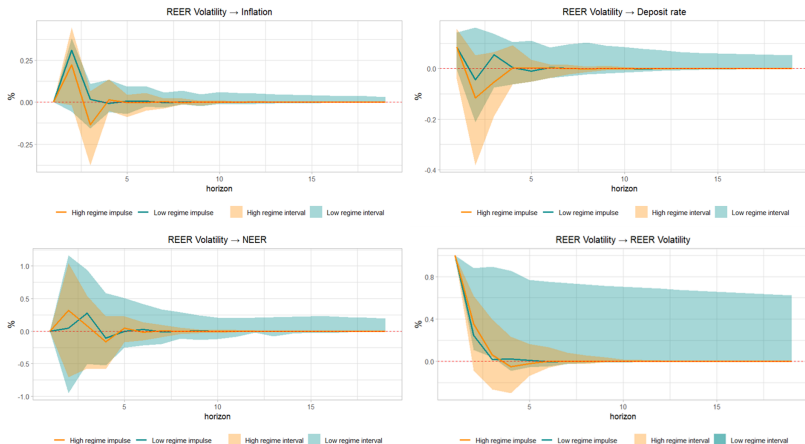 REER Volatility → Inflation
0.25
0.00
-0.25
%
5
10
15
horizon
High regime impulse
Low regime impulse
High regime interval
Low regime interval
REER Volatility → Deposit rate
0.0
-0.2
-0.4
%
5
10
15
horizon
High regime impulse
Low regime impulse
High regime interval
Low regime interval
REER Volatility → NEER
1.0
0.5
0.0
-0.5
-1.0
%
5
10
15
horizon
High regime impulse
Low regime impulse
High regime interval
Low regime interval
REER Volatility → REER Volatility
0.8
0.4
0.0
%
5
10
15
horizon
High regime impulse
Low regime impulse
High regime interval
Low regime interval